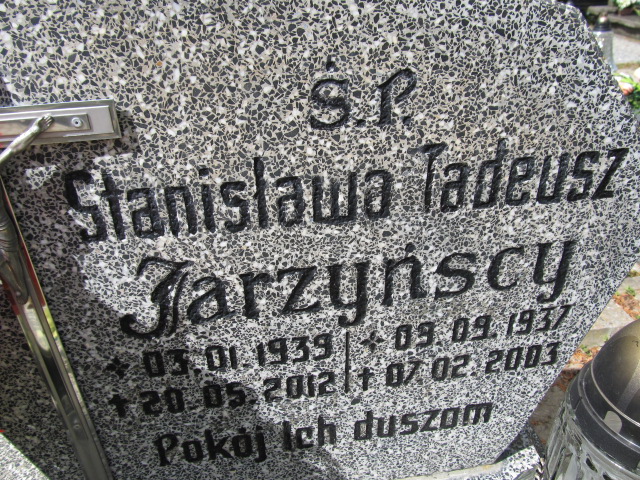 Ś.P.
Stanisława Tadeusz
Jarzyńscy
03.01.1939 09.09.1937
✝ 20.05.2012 ✝ 07.02.2003
Pokój Ich duszom